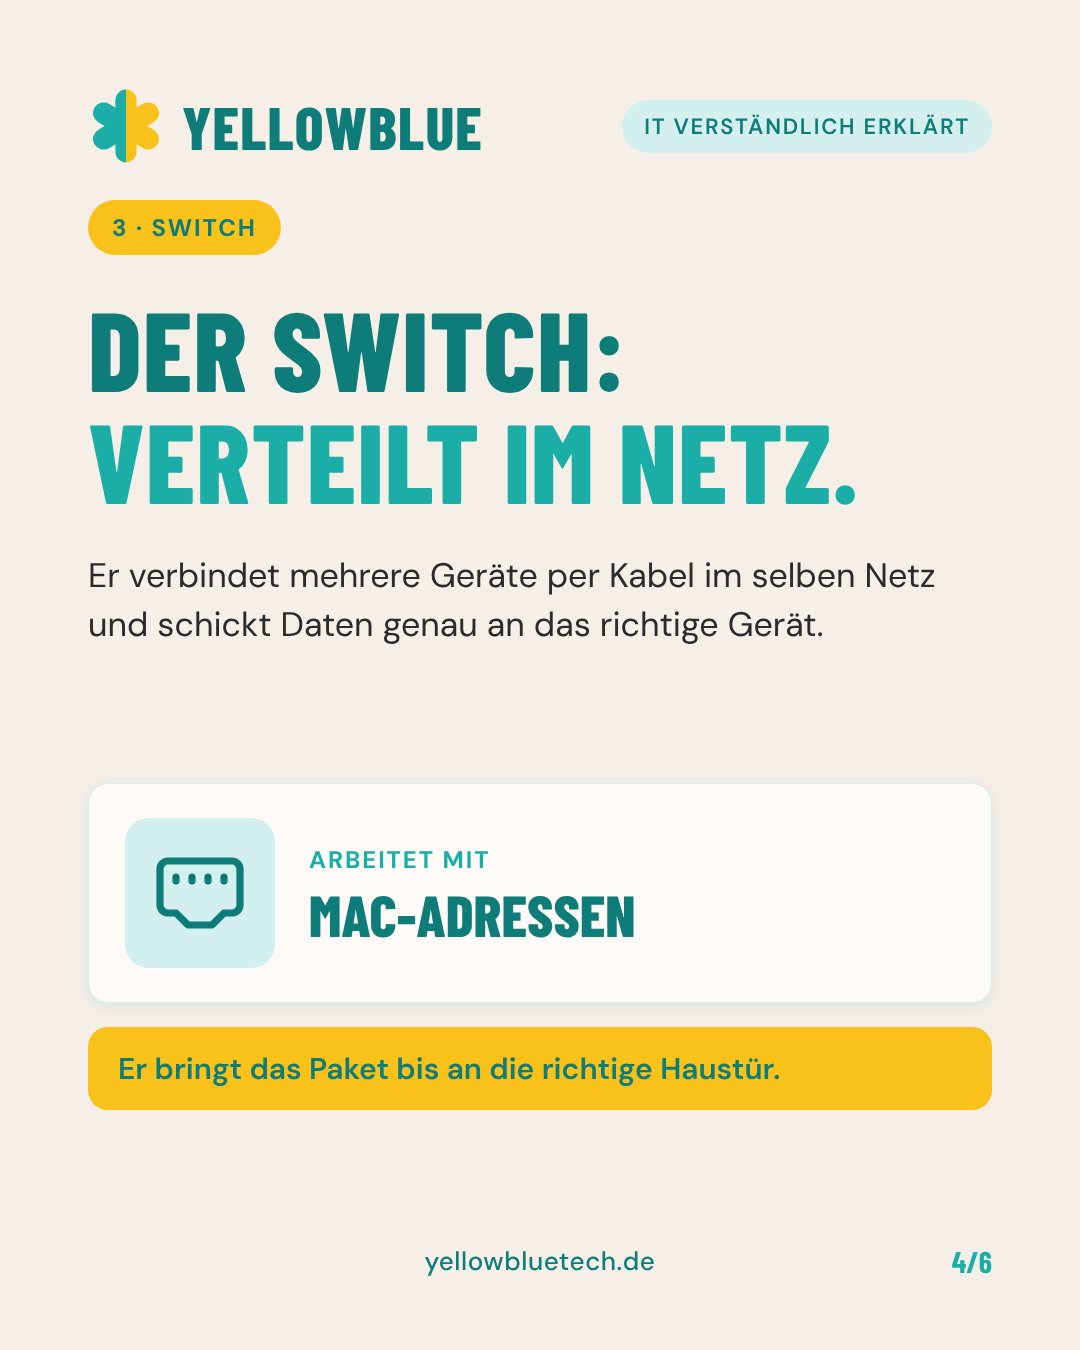 YELLOWBLUE
IT VERSTÄNDLICH ERKLÄRT
3 · SWITCH
DER SWITCH:
VERTEILT IM NETZ.
Er verbindet mehrere Geräte per Kabel im selben Netz
und schickt Daten genau an das richtige Gerät.
ARBEITET MIT
MAC-ADRESSEN
Er bringt das Paket bis an die richtige Haustür.
yellowbluetech.de
4/6